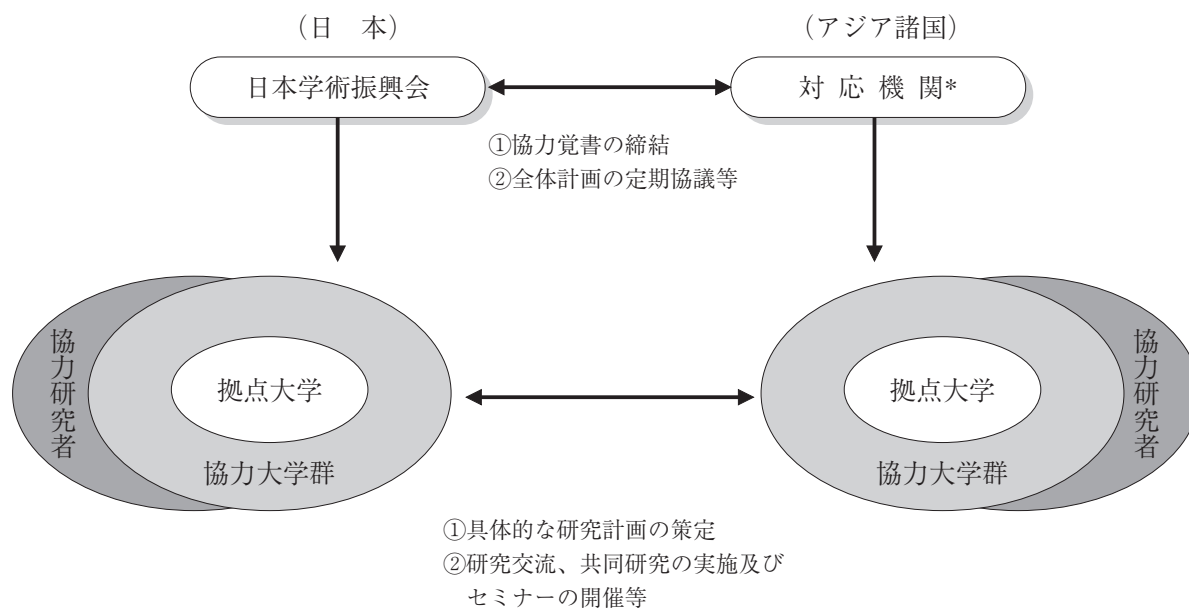 （日　本）
（アジア諸国）
日本学術振興会
対 応 機 関*
①協力覚書の締結
②全体計画の定期協議等
協力研究者
拠点大学
協力大学群
拠点大学
協力大学群
協力研究者
①具体的な研究計画の策定
②研究交流、共同研究の実施及び
セミナーの開催等